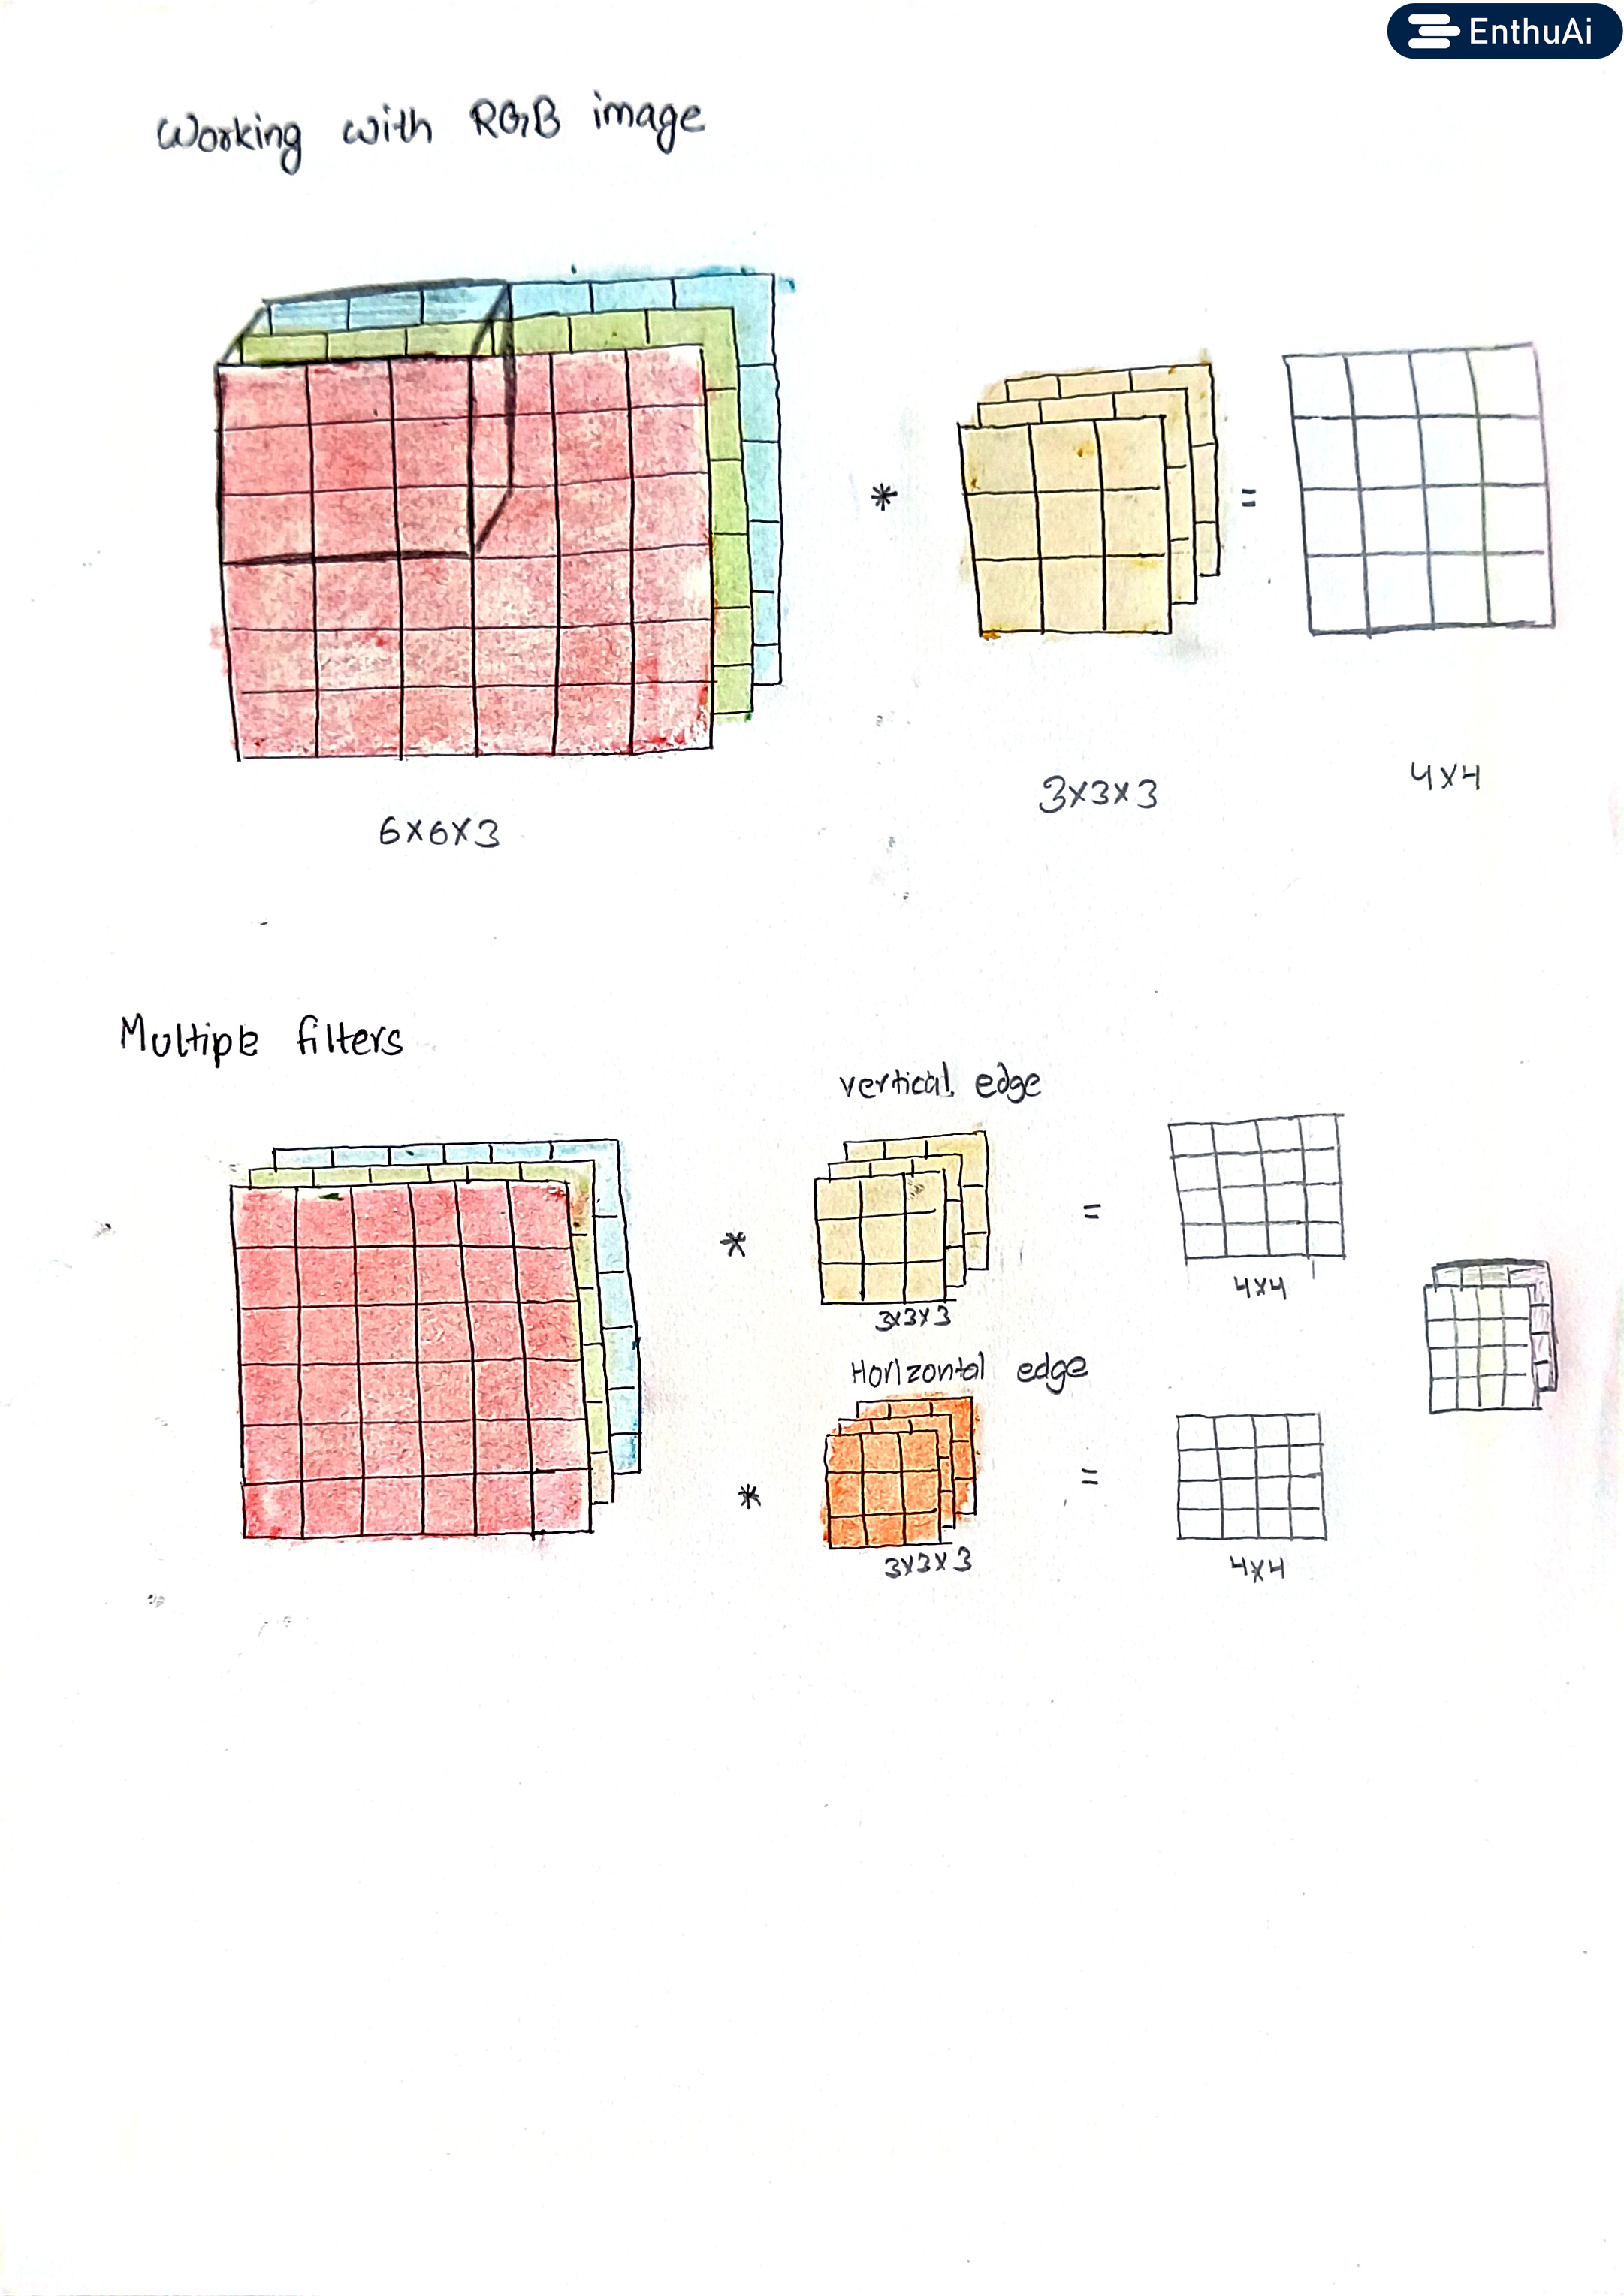 EnthuAi
Working with RGB image
*
=
6x6x3
3x3x3
4x4
Multiple filters
vertical edge
*
=
3x3x3
4x4
Horizontal edge
*
=
3x3x3
4x4